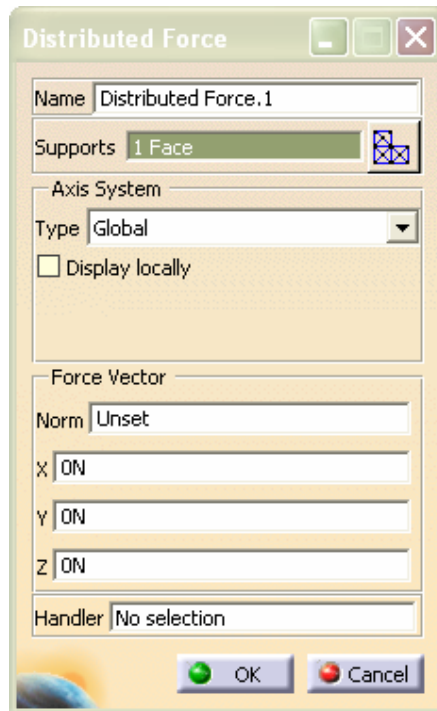 Distributed Force
Name Distributed Force.1
Supports 1 Face
Axis System
Type Global
Display locally
Force Vector
Norm Unset
X 0N
Y 0N
Z 0N
Handler No selection
OK Cancel